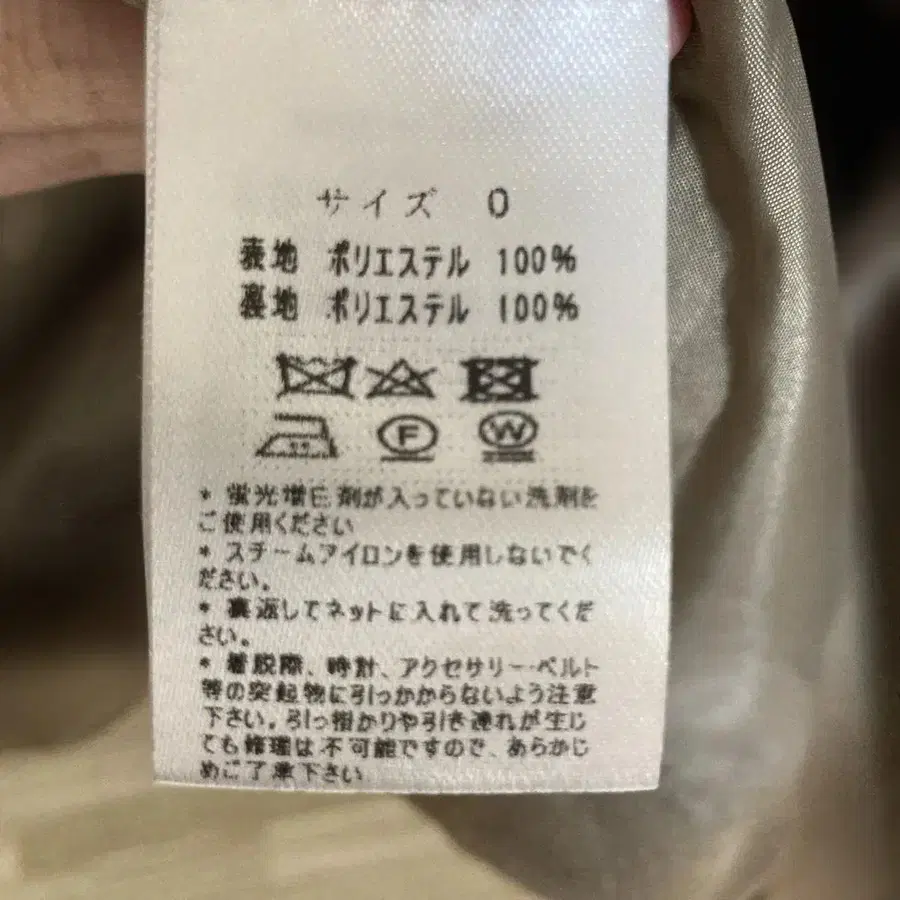 サイズ 0
表地 ポリエステル 100%
裏地 ポリエステル 100%
F W
* 蛍光増白剤が入っていない洗剤を
ご使用ください
* スチームアイロンを使用しないでく
ださい。
* 裏返してネットに入れて洗ってくだ
さい。
* 着脱際、時計、アクセサリー・ベルト
等の突起物に引っかからないよう注意
下さい。引っ掛かりや引き連れが生じ
ても修理は不可能ですので、あらかじ
めご了承下さい